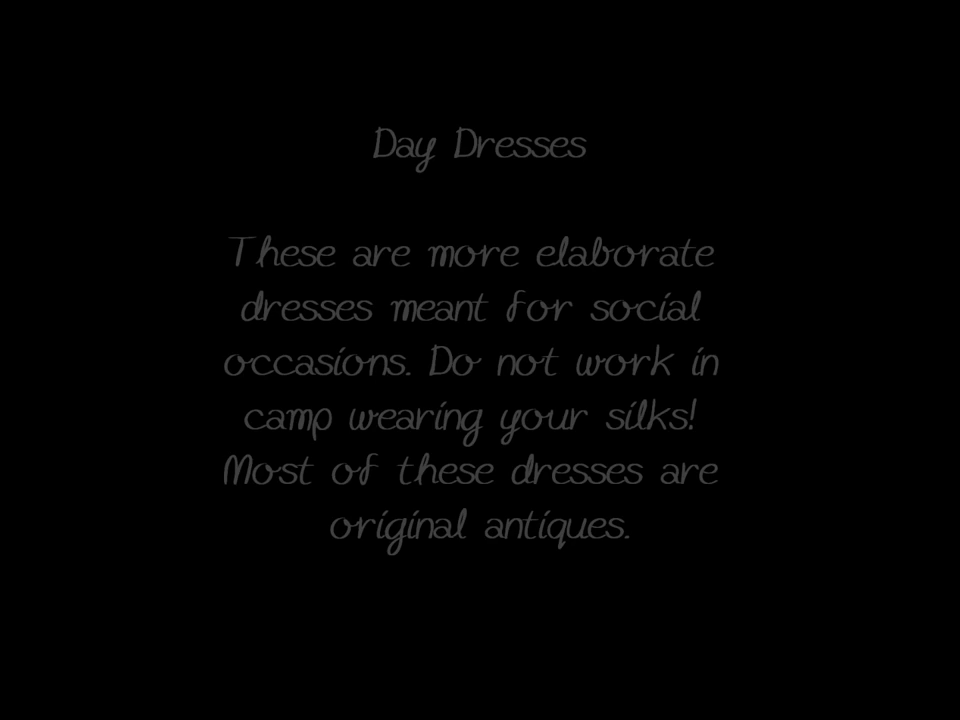 Day Dresses
These are more elaborate
dresses meant for social
occasions. Do not work in
camp wearing your silks!
Most of these dresses are
original antiques.